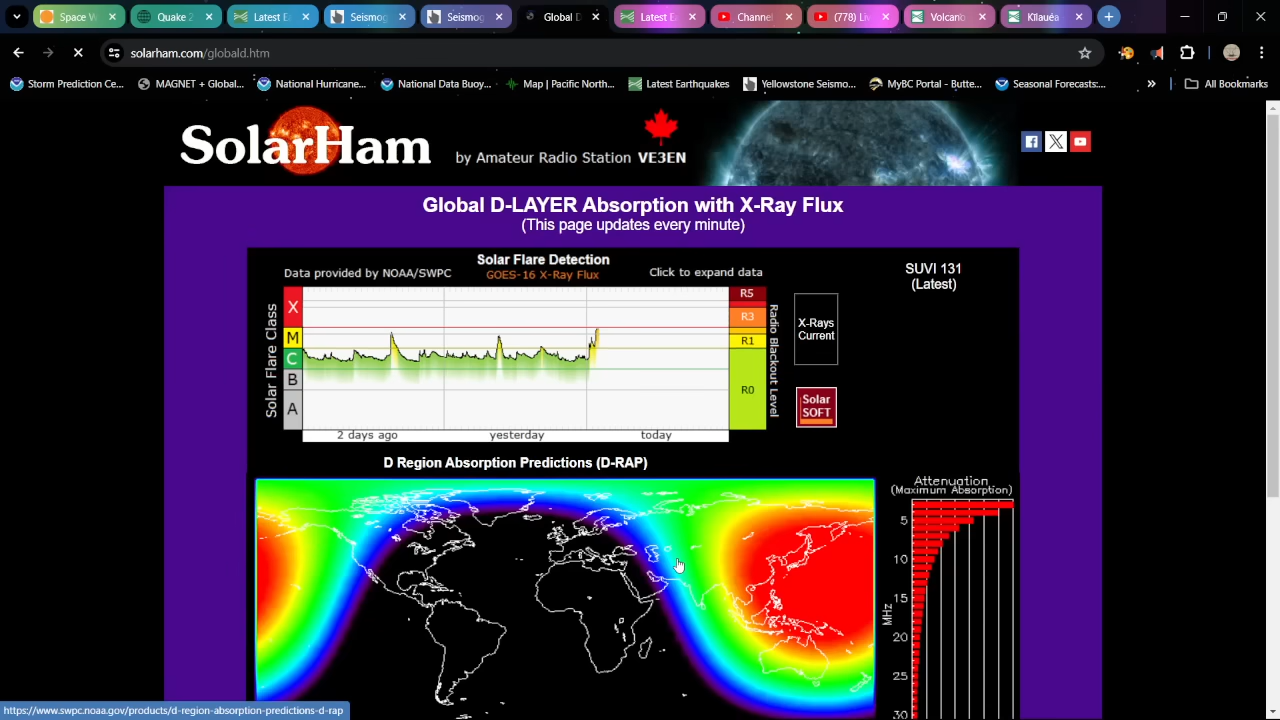 Space W
Quake 2
Latest E
Seismog
Seismog
Global D
Latest Ea
Channel
(778) Liv
Volcano
Kīlauéa
solarham.com/globald.htm
Storm Prediction Ce...
MAGNET + Global...
National Hurricane...
National Data Buoy...
Map | Pacific North...
Latest Earthquakes
Yellowstone Seismo...
MyBC Portal - Butte...
Seasonal Forecasts:...
»
All Bookmarks
SolarHam
by Amateur Radio Station VE3EN
Global D-LAYER Absorption with X-Ray Flux
(This page updates every minute)
Solar Flare Detection
Data provided by NOAA/SWPC
GOES-16 X-Ray Flux
Click to expand data
SUVI 131
(Latest)
Solar Flare Class
X
M
C
B
A
R5
R3
R1
R0
Radio Blackout Level
X-Rays
Current
Solar
SOFT
2 days ago
yesterday
today
D Region Absorption Predictions (D-RAP)
Attenuation
(Maximum Absorption)
5
10
15
20
25
30
MHz
https://www.swpc.noaa.gov/products/d-region-absorption-predictions-d-rap